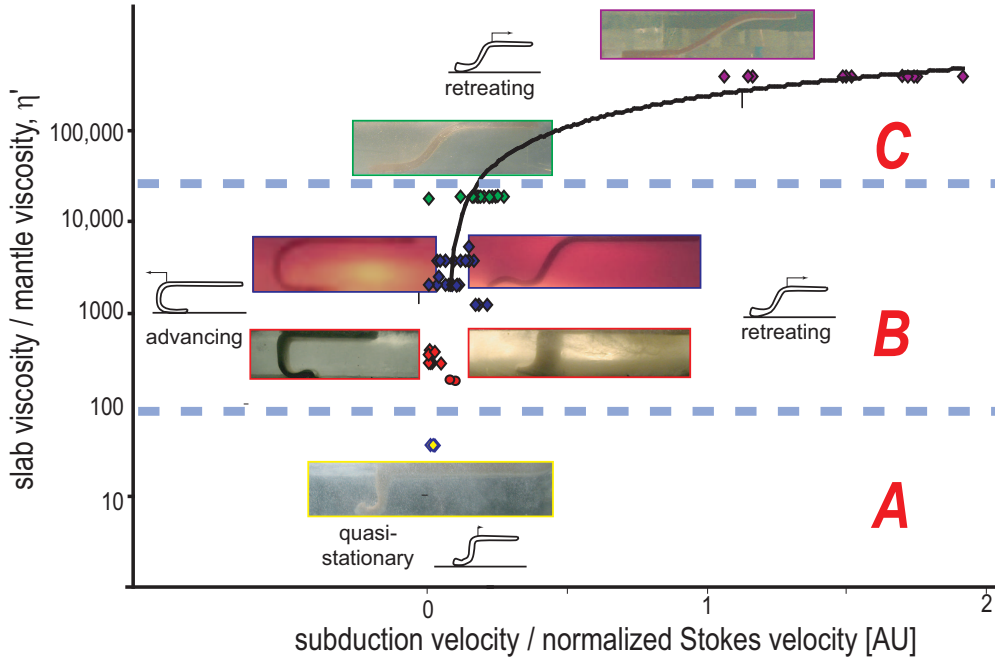 retreating
100,000
C
10,000
slab viscosity / mantle viscosity, η'
1000
advancing
retreating
B
100
10
A
quasi-
stationary
0
1
2
subduction velocity / normalized Stokes velocity [AU]